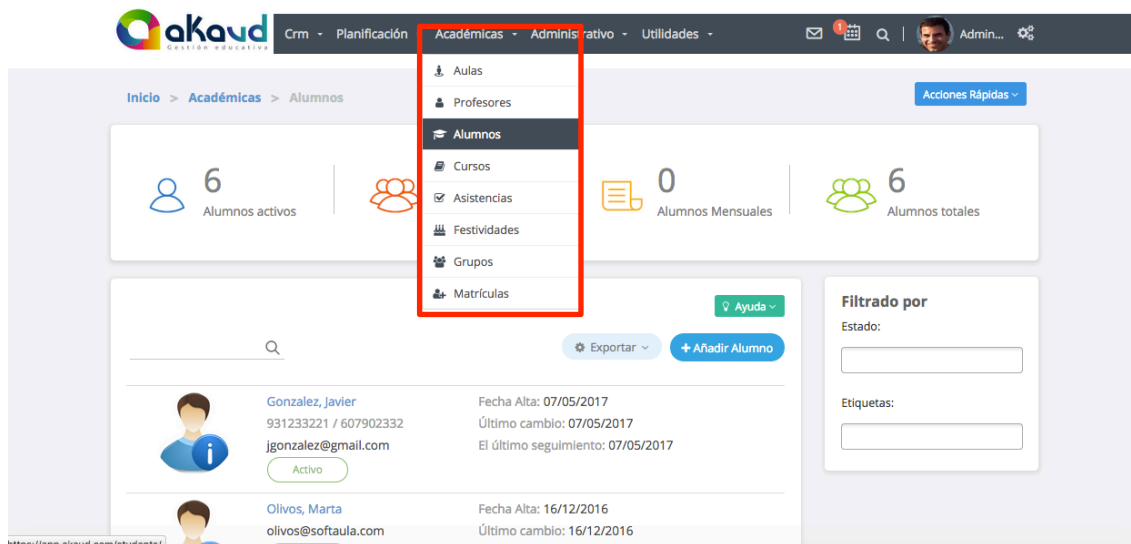 akaud
Gestión educativa
Crm
Planificación
Académicas
Administrativo
Utilidades
1
Admin...
Aulas
Profesores
Alumnos
Cursos
Asistencias
Festividades
Grupos
Matrículas
Inicio > Académicas > Alumnos
Acciones Rápidas
6
Alumnos activos
0
Alumnos Mensuales
6
Alumnos totales
Ayuda
Exportar
+ Añadir Alumno
Gonzalez, Javier
931233221 / 607902332
jgonzalez@gmail.com
Activo
Fecha Alta: 07/05/2017
Último cambio: 07/05/2017
El último seguimiento: 07/05/2017
Olivos, Marta
olivos@softaula.com
Fecha Alta: 16/12/2016
Último cambio: 16/12/2016
Filtrado por
Estado:
Etiquetas: